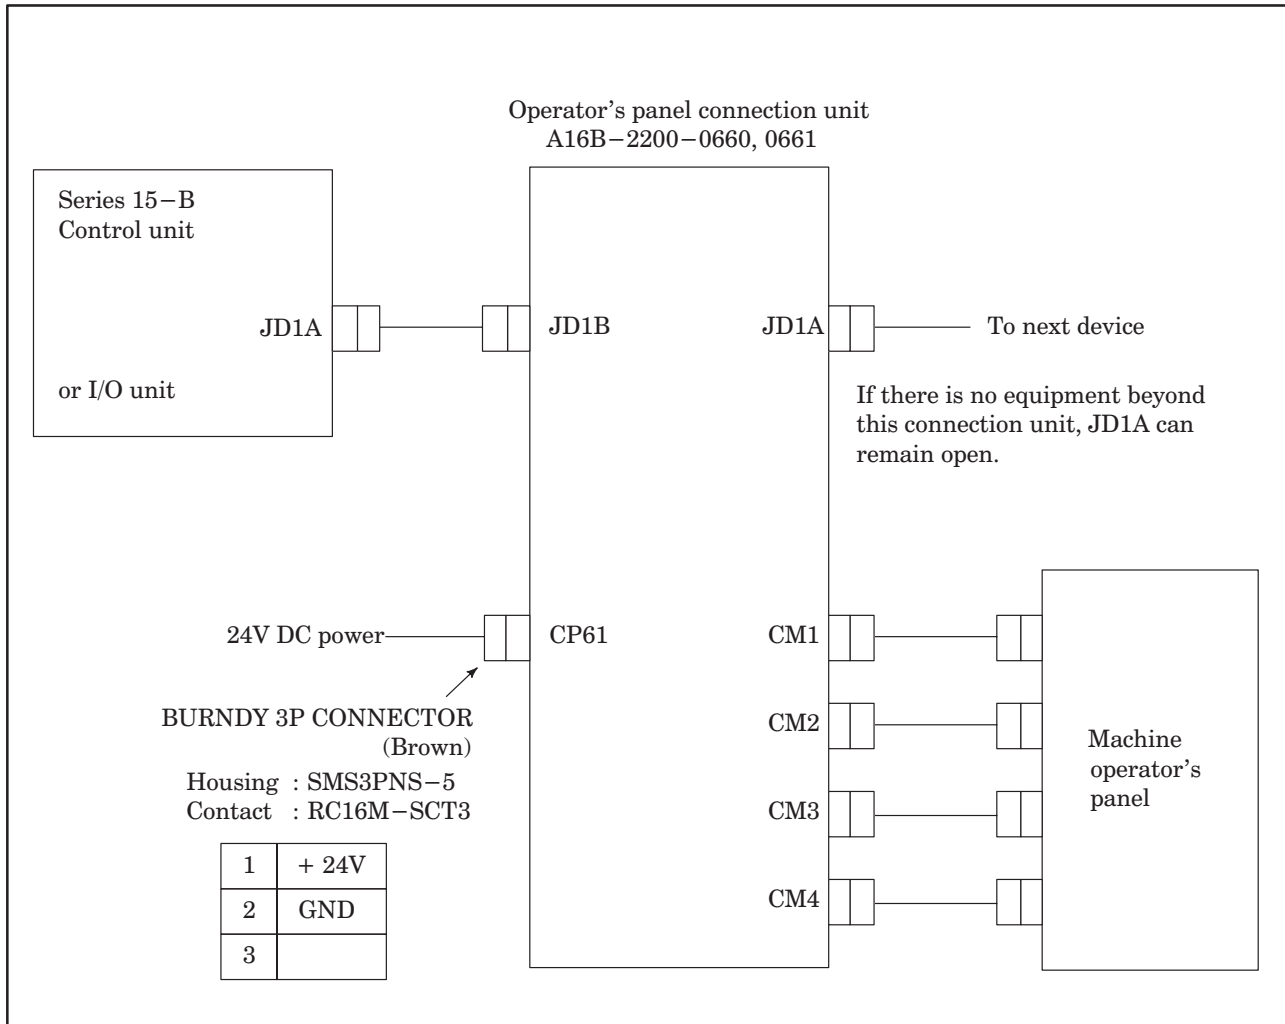 Operator's panel connection unit
A16B−2200−0660, 0661
Series 15−B
Control unit
JD1A
JD1B
JD1A
To next device
or I/O unit
If there is no equipment beyond
this connection unit, JD1A can
remain open.
24V DC power
CP61
CM1
BURNDY 3P CONNECTOR
(Brown)
Housing : SMS3PNS−5
Contact : RC16M−SCT3
CM2
Machine
operator's
panel
CM3
1 + 24V
2 GND
3
CM4